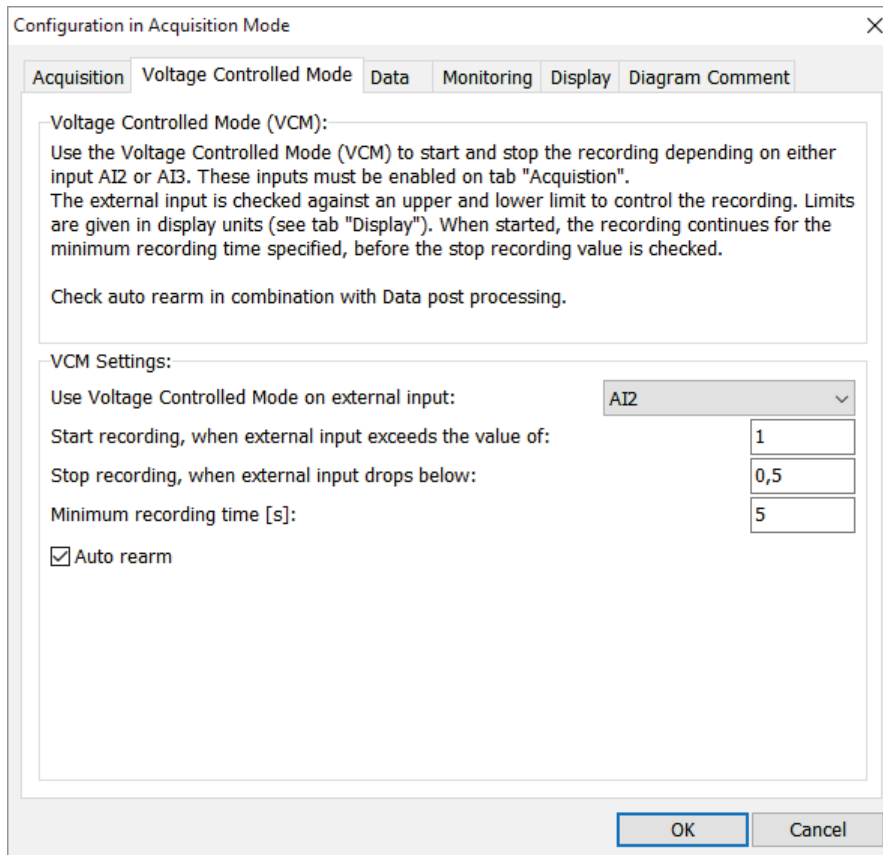 Configuration in Acquisition Mode
Acquisition Voltage Controlled Mode Data Monitoring Display Diagram Comment
Voltage Controlled Mode (VCM):
Use the Voltage Controlled Mode (VCM) to start and stop the recording depending on either
input AI2 or AI3. These inputs must be enabled on tab "Acquistion".
The external input is checked against an upper and lower limit to control the recording. Limits
are given in display units (see tab "Display"). When started, the recording continues for the
minimum recording time specified, before the stop recording value is checked.
Check auto rearm in combination with Data post processing.
VCM Settings:
Use Voltage Controlled Mode on external input: AI2
Start recording, when external input exceeds the value of: 1
Stop recording, when external input drops below: 0,5
Minimum recording time [s]: 5
Auto rearm
OK Cancel